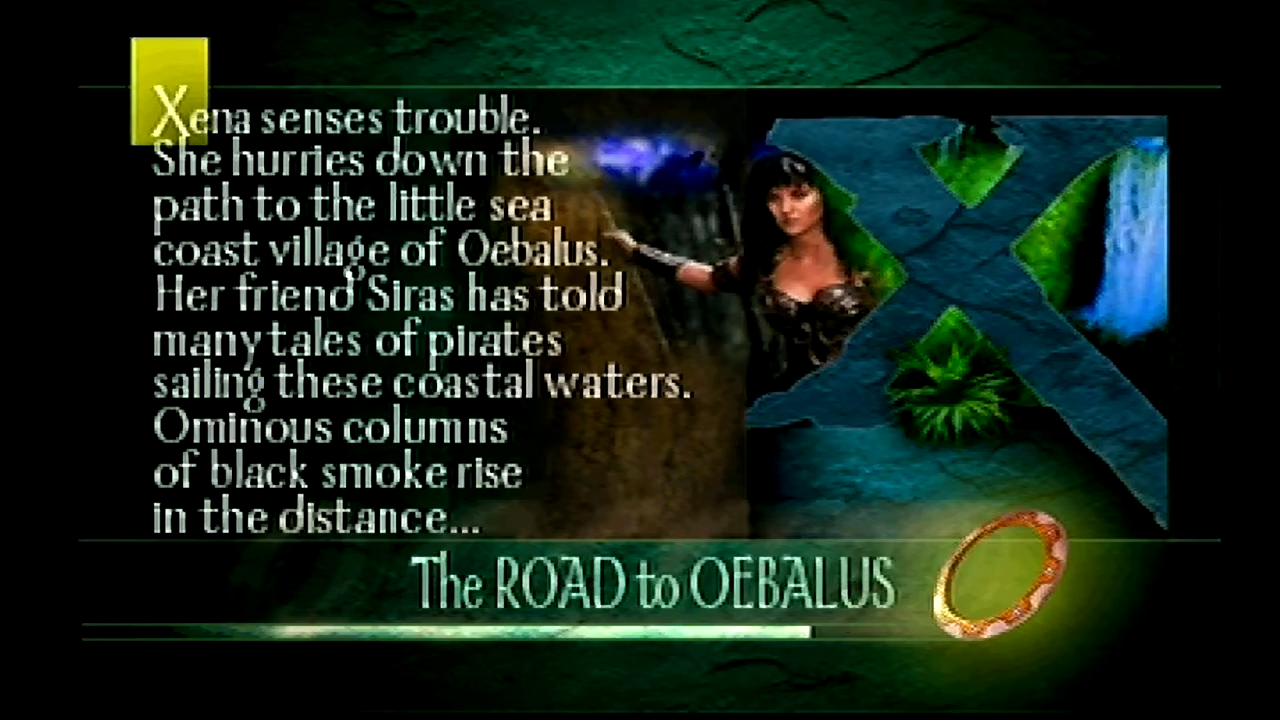 Xena senses trouble.
She hurries down the
path to the little sea
coast village of Oebalus.
Her friend Siras has told
many tales of pirates
sailing these coastal waters.
Ominous columns
of black smoke rise
in the distance...
The ROAD to OEBALUS